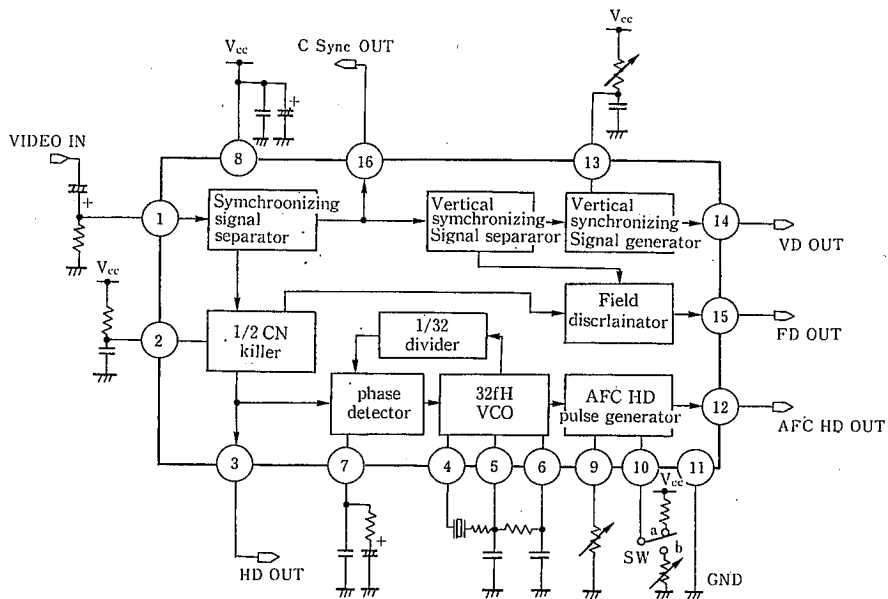 Vcc
C Sync OUT
Vcc
VIDEO IN
+
+
8
16
13
1
Symchroonizing
signal
separator
Vertical
symchronizing
Signal separaror
Vertical
synchronizing
Signal generator
14
VD OUT
Vcc
2
1/2 CN
killer
1/32
divider
Field
discrlainator
15
FD OUT
phase
detector
32fH
VCO
AFC HD
pulse generator
12
AFC HD OUT
3
7
4
5
6
9
10
11
Vcc
+
a
SW
b
HD OUT
GND